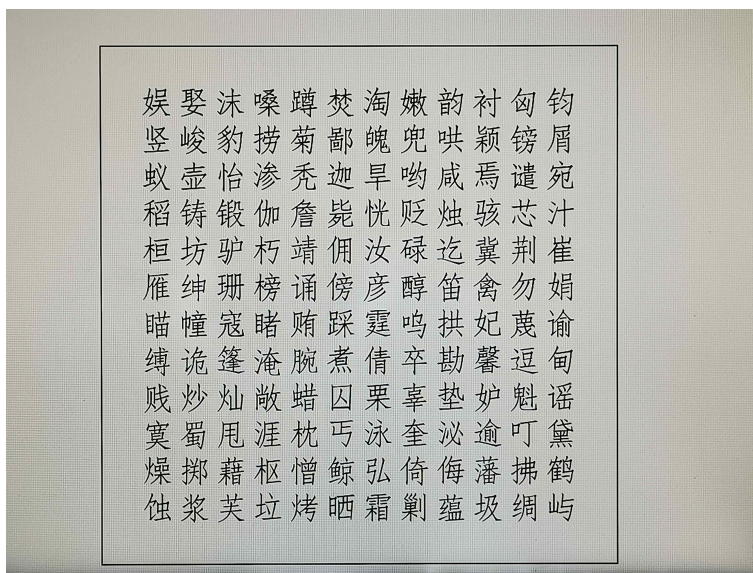 娱娶沫嗓蹲焚淘嫩韵衬匈钧
竖峻豹捞菊鄙魄兜哄颖镑屑
蚁壶怡渗秃迦旱哟咸焉谴宛
稻铸锻伽詹毙恍贬烛骇芯汁
桓坊驴朽靖佣汝碌迄冀荆崔
雁绅珊榜诵傍彦醇笛禽勿娟
瞄幢寇睹贿踩霆呜拱妃蔑谕
缚诡篷淹腕煮倩卒勘馨逗甸
贱炒灿敞蜡囚栗辜垫妒魁谣
寞蜀甩涯枕丐泳奎泌逾叮黛
燥掷藉枢憎鲸弘倚侮藩拂鹤
蚀浆芙垃烤晒霜剿蕴圾绸屿